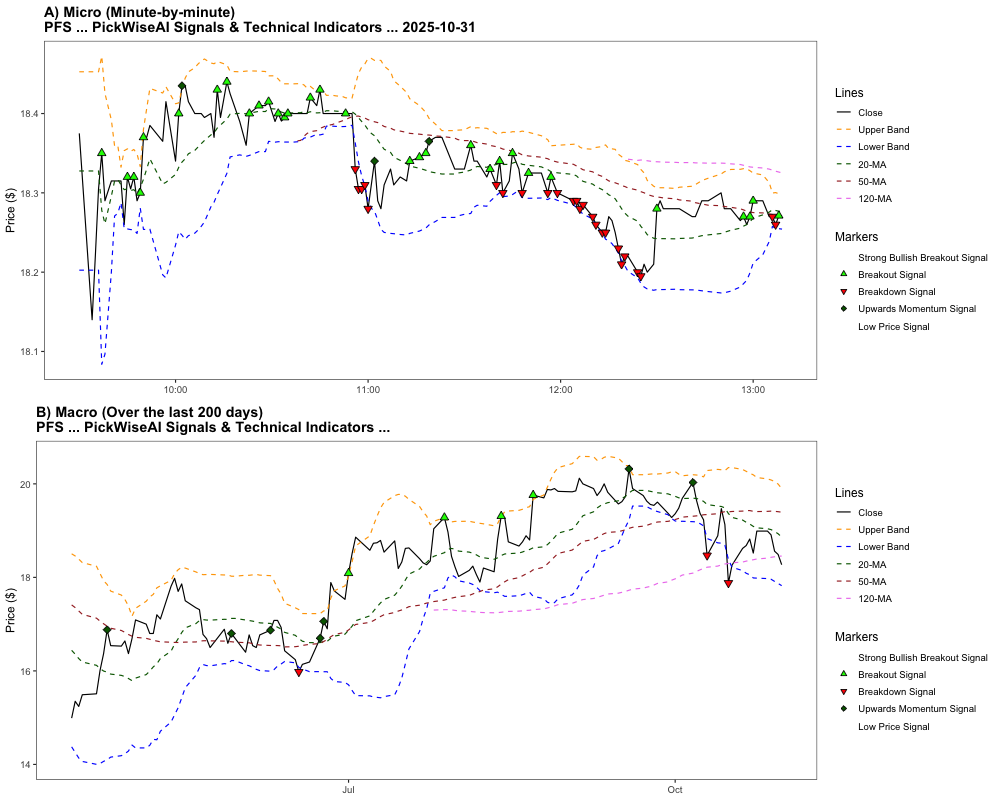 A) Micro (Minute-by-minute)
PFS ... PickWiseAI Signals & Technical Indicators ... 2025-10-31
Price ($)
18.4
18.3
18.2
18.1
10:00
11:00
12:00
13:00
Lines
Close
Upper Band
Lower Band
20-MA
50-MA
120-MA
Markers
Strong Bullish Breakout Signal
Breakout Signal
Breakdown Signal
Upwards Momentum Signal
Low Price Signal
B) Macro (Over the last 200 days)
PFS ... PickWiseAI Signals & Technical Indicators ...
Price ($)
20
18
16
14
Jul
Oct
Lines
Close
Upper Band
Lower Band
20-MA
50-MA
120-MA
Markers
Strong Bullish Breakout Signal
Breakout Signal
Breakdown Signal
Upwards Momentum Signal
Low Price Signal